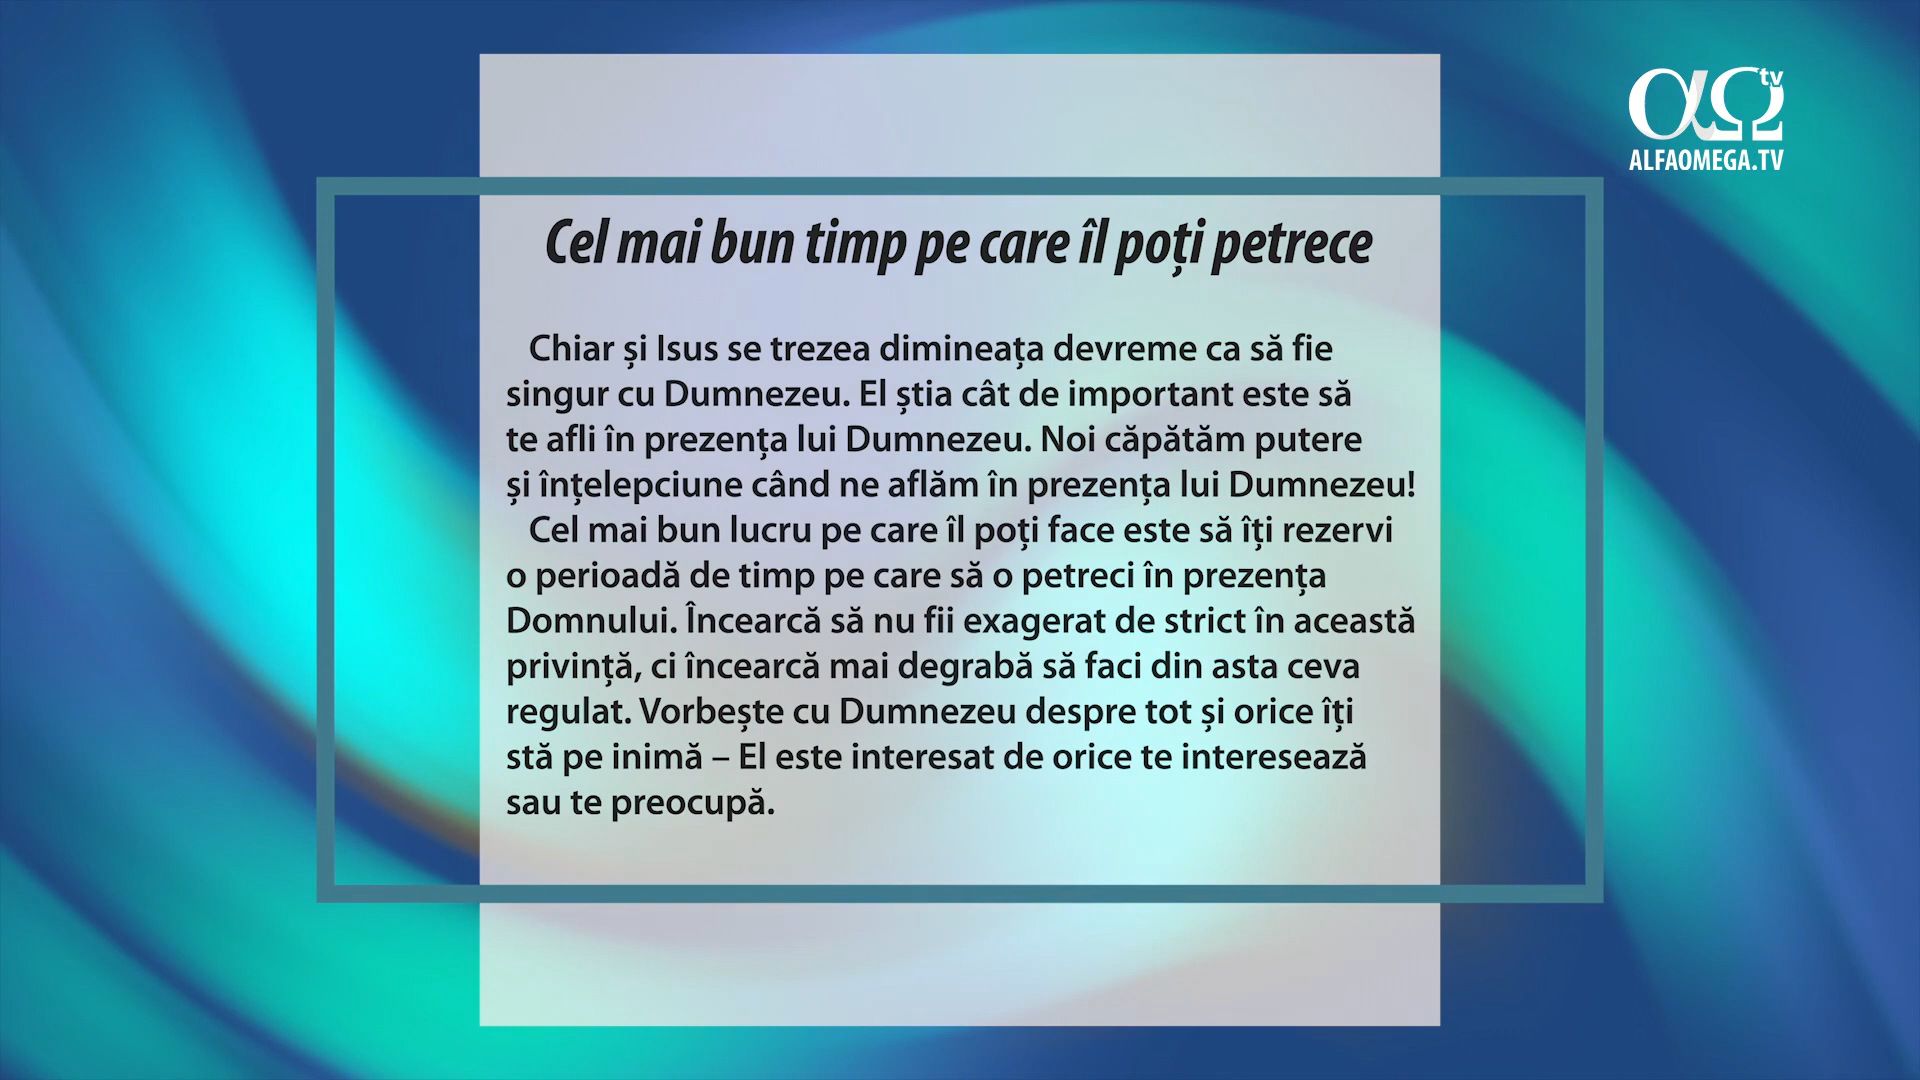 αΩ tv
ALFAOMEGA.TV
Cel mai bun timp pe care îl poți petrece
Chiar și Isus se trezea dimineața devreme ca să fie
singur cu Dumnezeu. El știa cât de important este să
te afli în prezența lui Dumnezeu. Noi căpătăm putere
și înțelepciune când ne aflăm în prezența lui Dumnezeu!
Cel mai bun lucru pe care îl poți face este să îți rezervi
o perioadă de timp pe care să o petreci în prezența
Domnului. Încearcă să nu fii exagerat de strict în această
privință, ci încearcă mai degrabă să faci din asta ceva
regulat. Vorbește cu Dumnezeu despre tot și orice îți
stă pe inimă – El este interesat de orice te interesează
sau te preocupă.